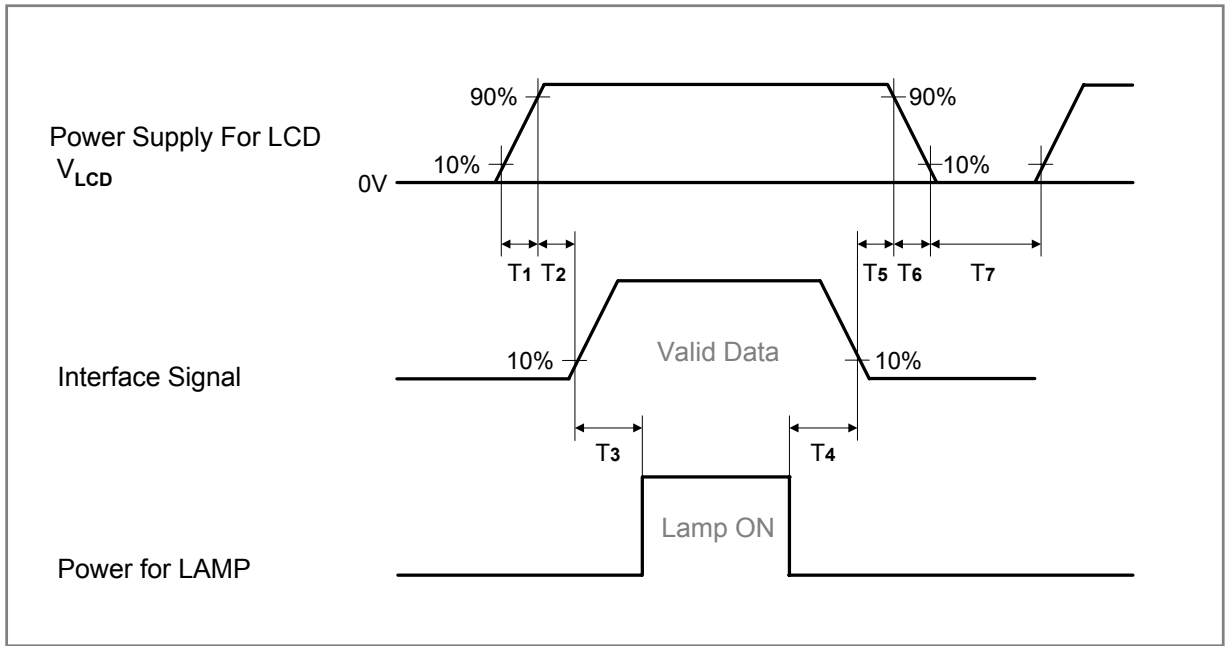 90%
90%
Power Supply For LCD
VLCD
10%
10%
0V
T1 T2
T5 T6 T7
Valid Data
10%
10%
Interface Signal
T3
T4
Lamp ON
Power for LAMP